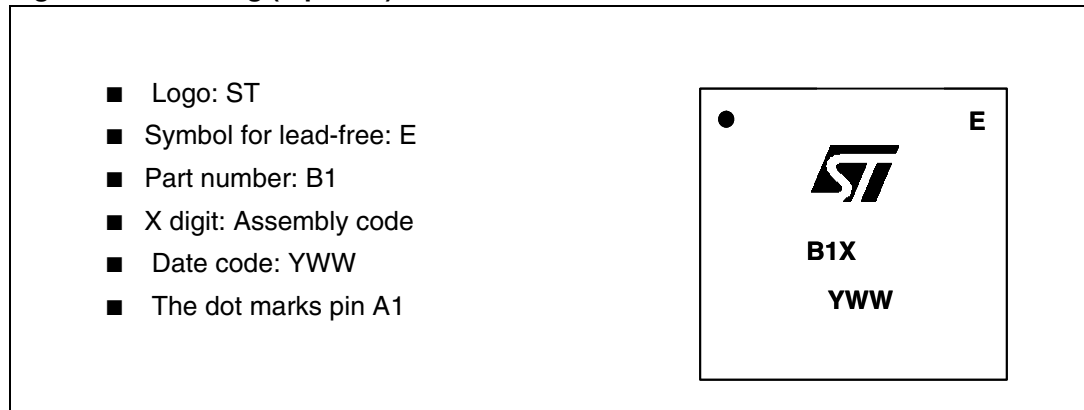 ■ Logo: ST
■ Symbol for lead-free: E
■ Part number: B1
■ X digit: Assembly code
■ Date code: YWW
■ The dot marks pin A1
E
ST
B1X
YWW